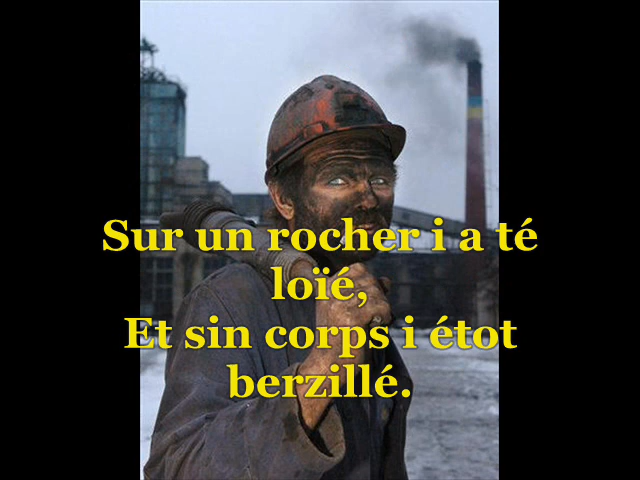 Sur un rocher i a té
loïé,
Et sin corps i étot
berzillé.